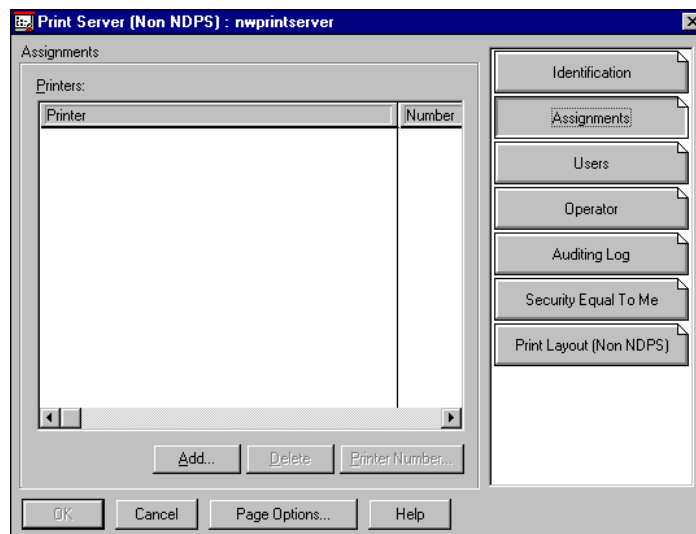 Print Server (Non NDPS) : nwprintserver
Assignments
Printers:
Printer Number
Add... Delete Printer Number...
OK Cancel Page Options... Help
Identification
Assignments
Users
Operator
Auditing Log
Security Equal To Me
Print Layout (Non NDPS)